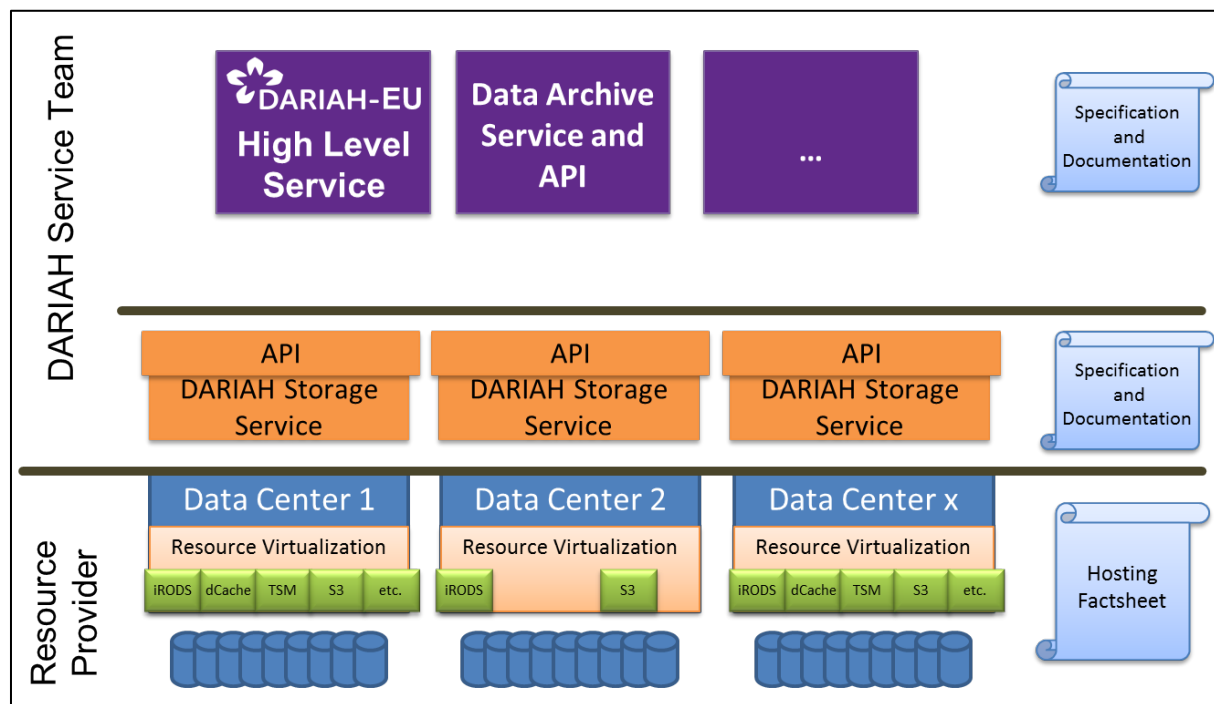 DARIAH Service Team
DARIAH-EU
High Level
Service
Data Archive
Service and
API
...
Specification
and
Documentation
API
DARIAH Storage
Service
API
DARIAH Storage
Service
API
DARIAH Storage
Service
Specification
and
Documentation
Resource
Provider
Data Center 1
Resource Virtualization
iRODS
dCache
TSM
S3
etc.
Data Center 2
Resource Virtualization
iRODS
S3
Data Center x
Resource Virtualization
iRODS
dCache
TSM
S3
etc.
Hosting
Factsheet